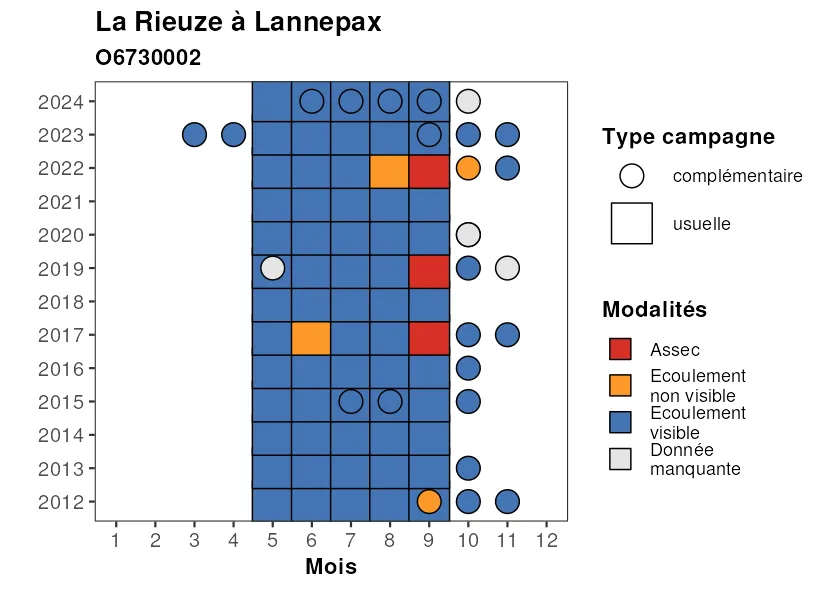 La Rieuze à Lannepax
O6730002
2024
2023
2022
2021
2020
2019
2018
2017
2016
2015
2014
2013
2012
1 2 3 4 5 6 7 8 9 10 11 12
Mois
Type campagne
complémentaire
usuelle
Modalités
Assec
Ecoulement
non visible
Ecoulement
visible
Donnée
manquante